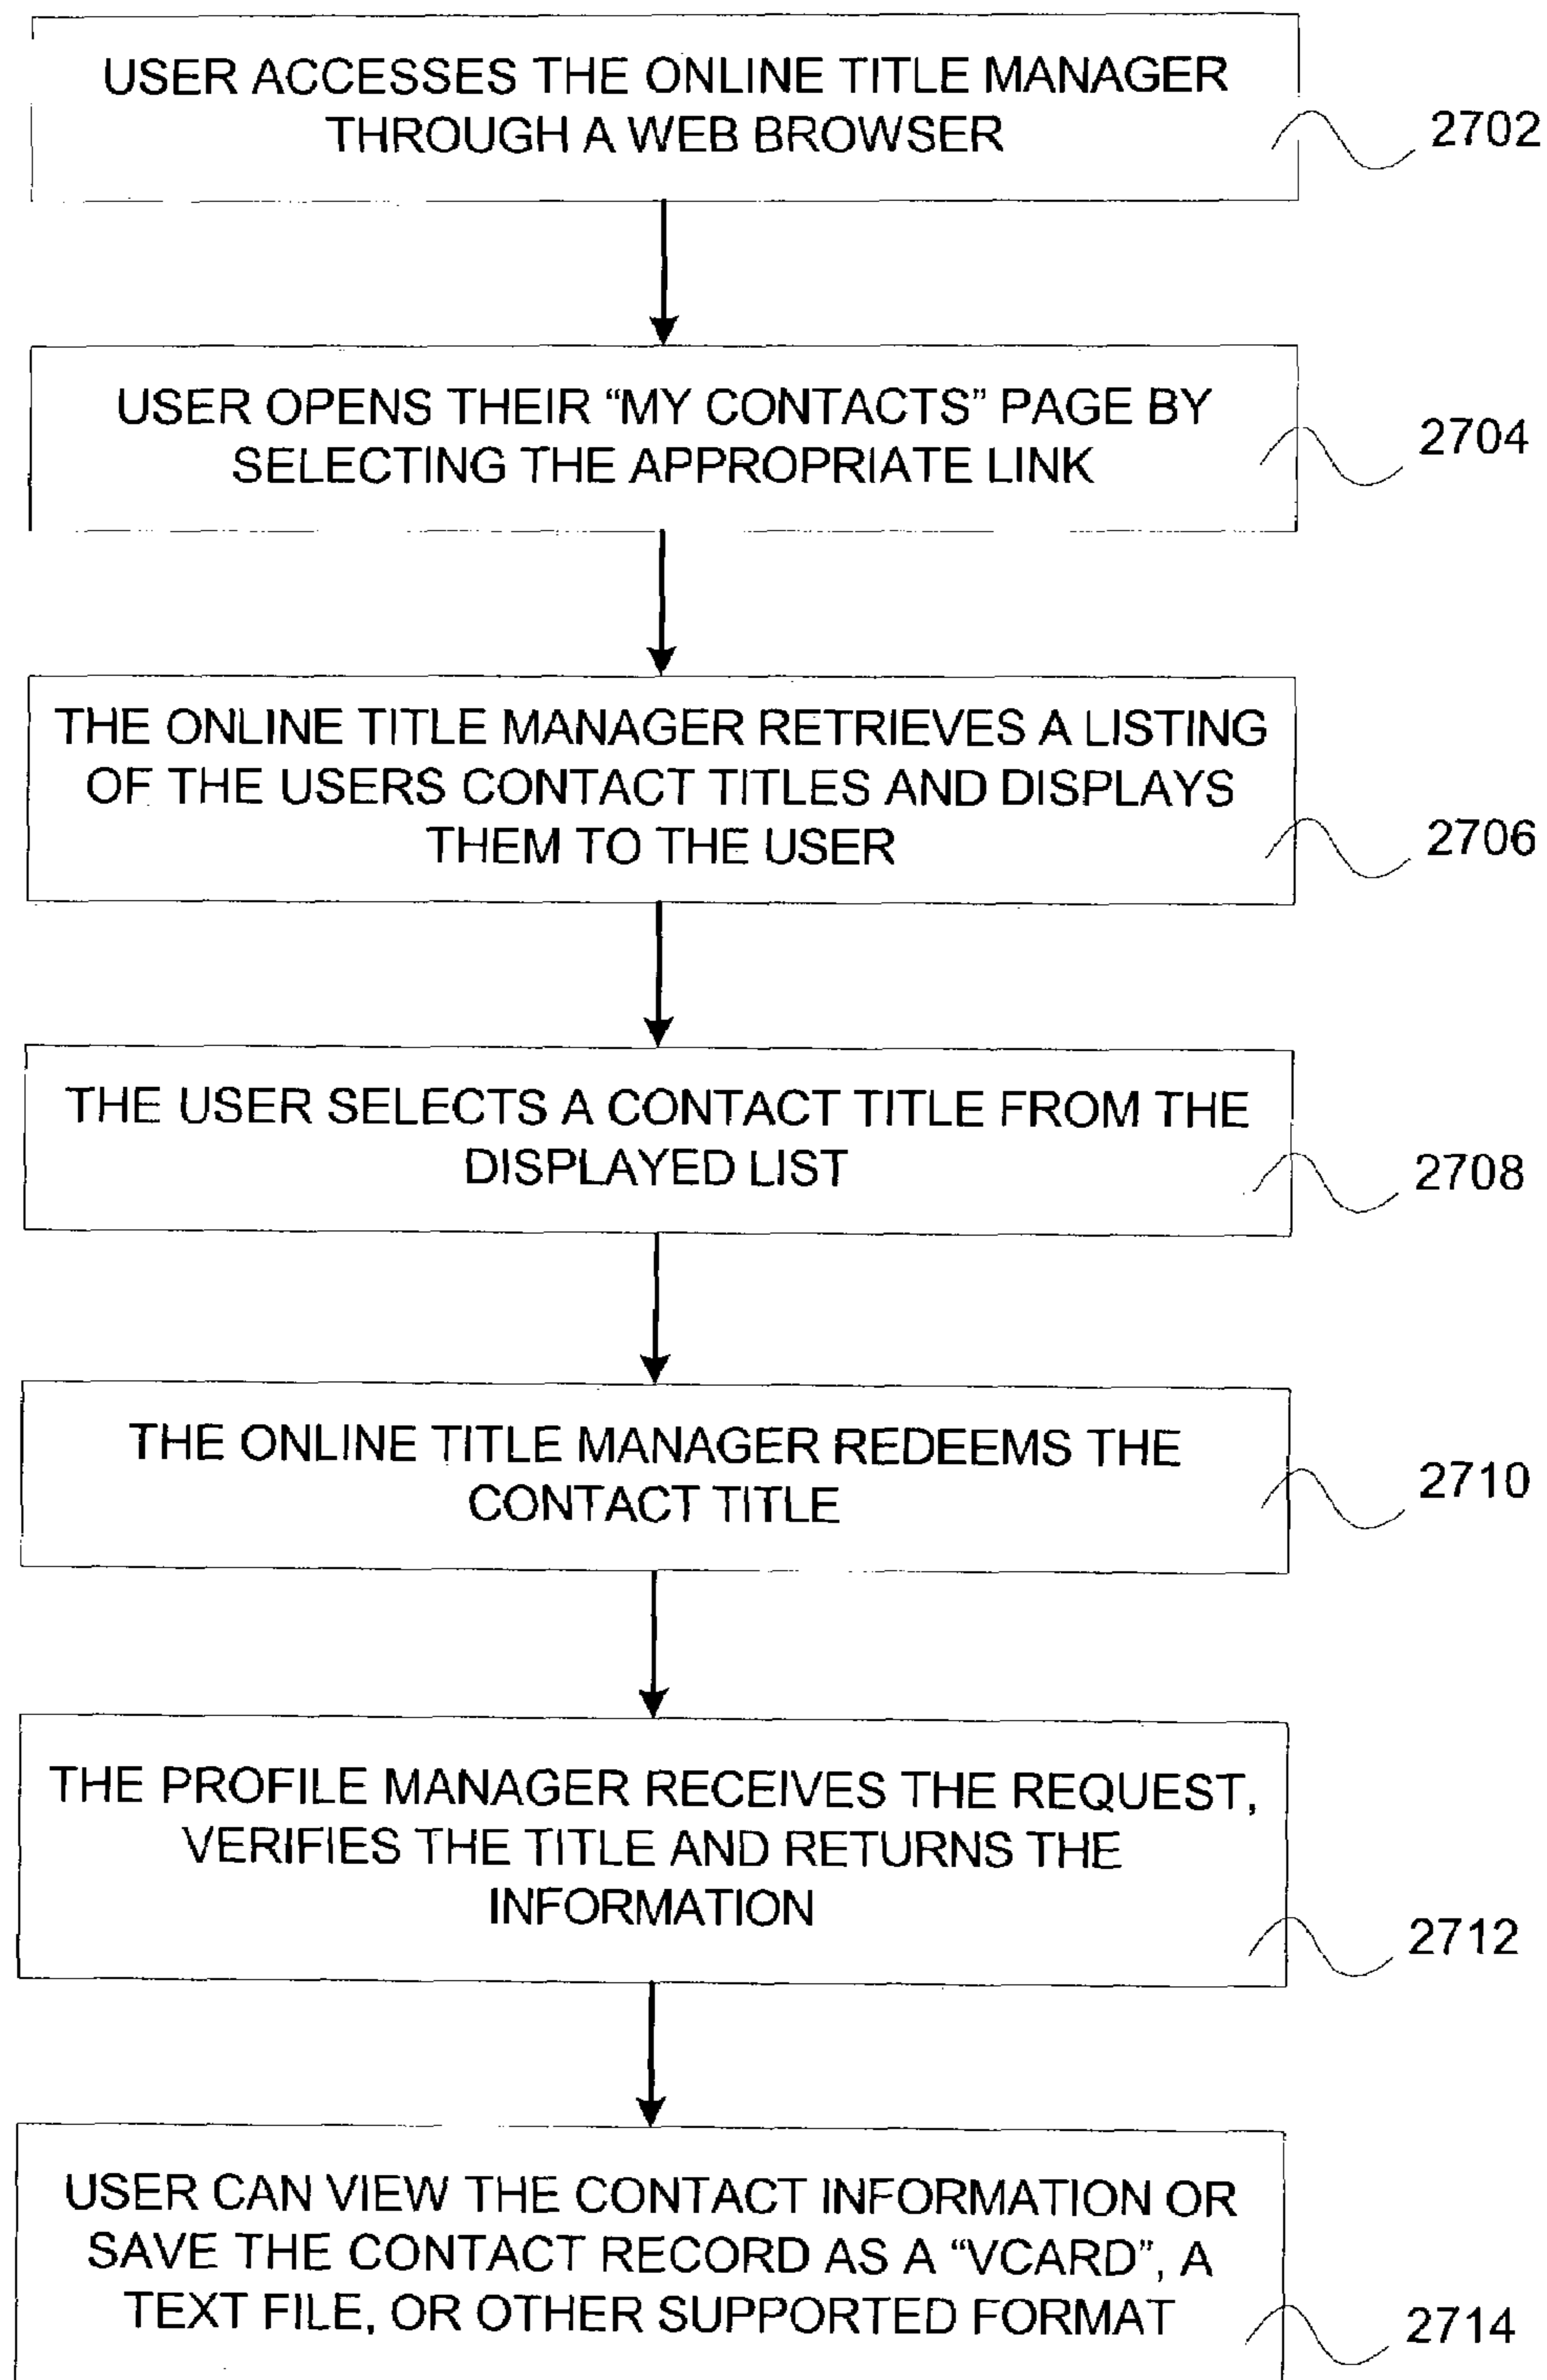 USER ACCESSES THE ONLINE TITLE MANAGER
THROUGH A WEB BROWSER
2702
USER OPENS THEIR “MY CONTACTS” PAGE BY
SELECTING THE APPROPRIATE LINK
2704
THE ONLINE TITLE MANAGER RETRIEVES A LISTING
OF THE USERS CONTACT TITLES AND DISPLAYS
THEM TO THE USER
2706
THE USER SELECTS A CONTACT TITLE FROM THE
DISPLAYED LIST
2708
THE ONLINE TITLE MANAGER REDEEMS THE
CONTACT TITLE
2710
THE PROFILE MANAGER RECEIVES THE REQUEST,
VERIFIES THE TITLE AND RETURNS THE
INFORMATION
2712
USER CAN VIEW THE CONTACT INFORMATION OR
SAVE THE CONTACT RECORD AS A “VCARD”, A
TEXT FILE, OR OTHER SUPPORTED FORMAT
2714